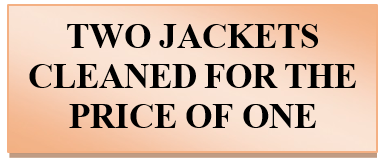 TWO JACKETS
CLEANED FOR THE
PRICE OF ONE